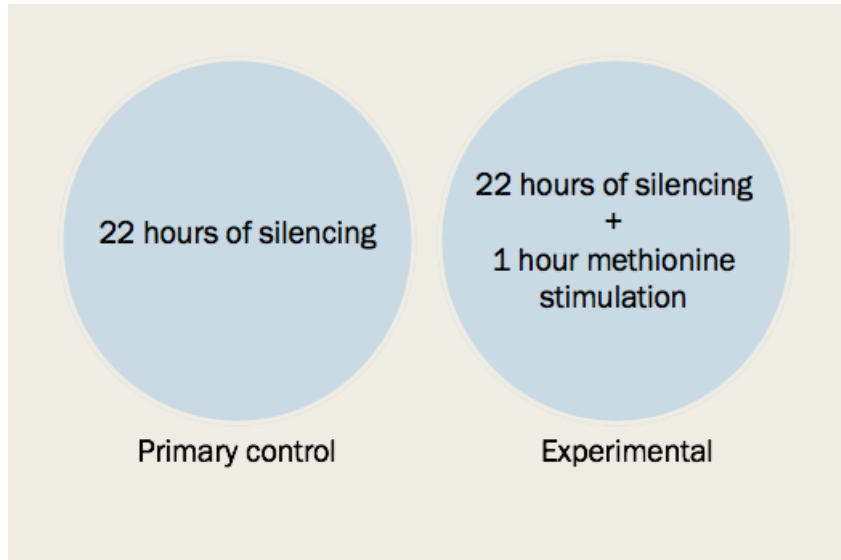 22 hours of silencing
Primary control
22 hours of silencing
+
1 hour methionine
stimulation
Experimental